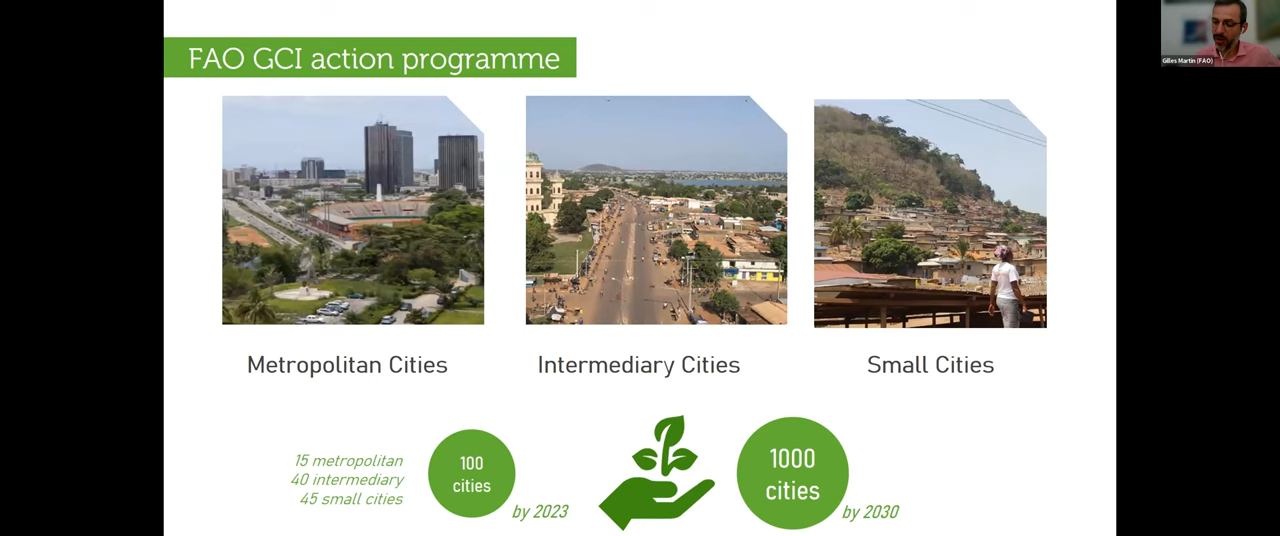 FAO GCI action programme
Gilles Martin (FAO)
Metropolitan Cities
Intermediary Cities
Small Cities
15 metropolitan
40 intermediary
45 small cities
100
cities
by 2023
1000
cities
by 2030